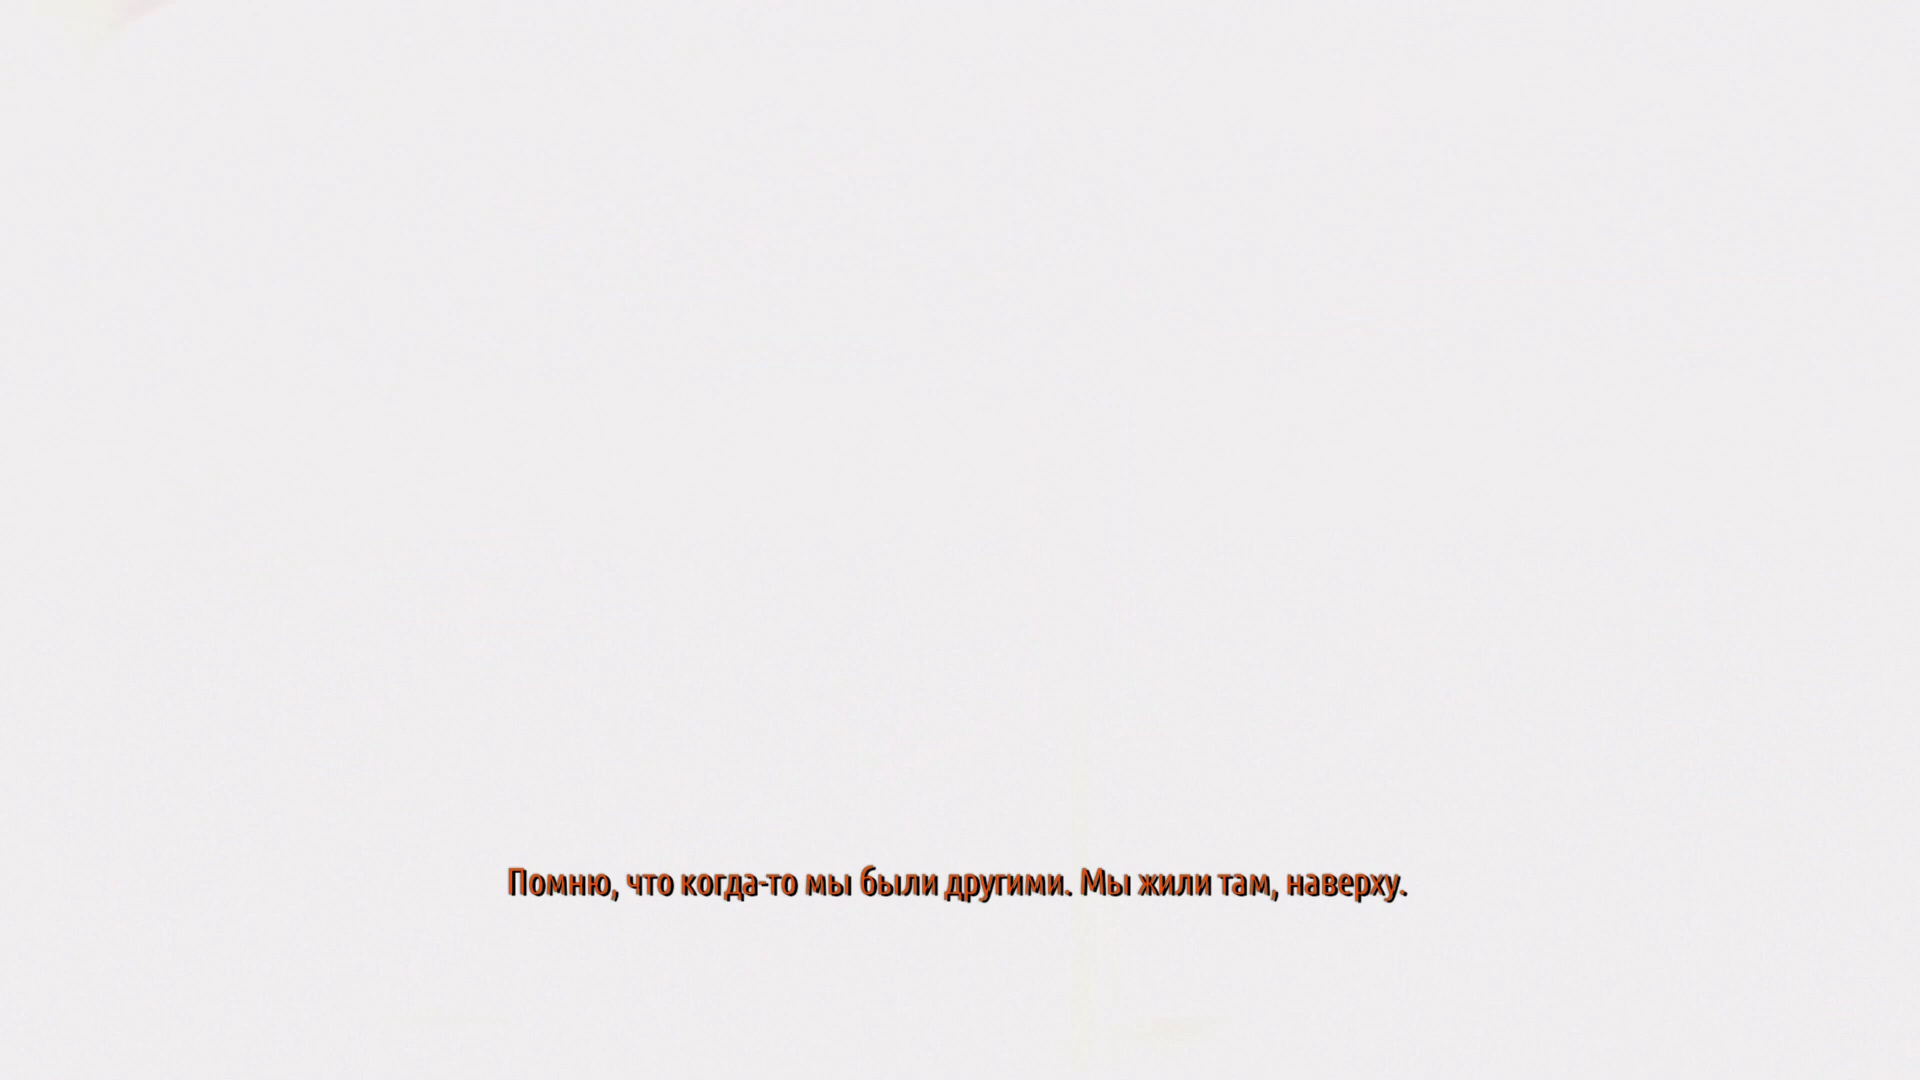 Помню, что когда-то мы были другими. Мы жили там, наверху.